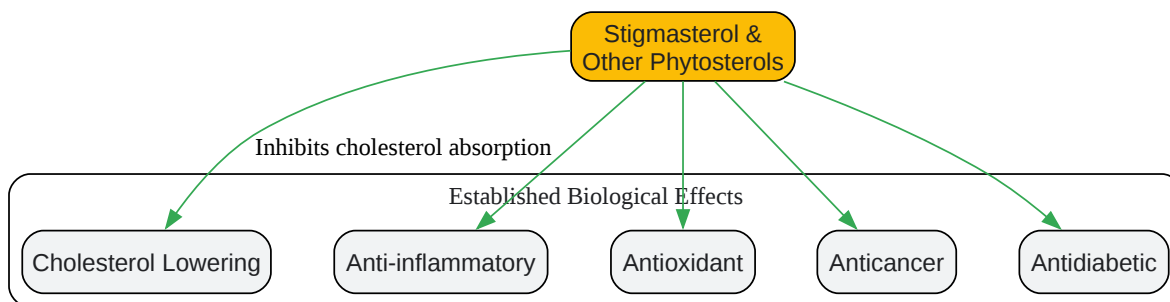 Stigmasterol &
Other Phytosterols
Inhibits cholesterol absorption
Established Biological Effects
Cholesterol Lowering
Anti-inflammatory
Antioxidant
Anticancer
Antidiabetic